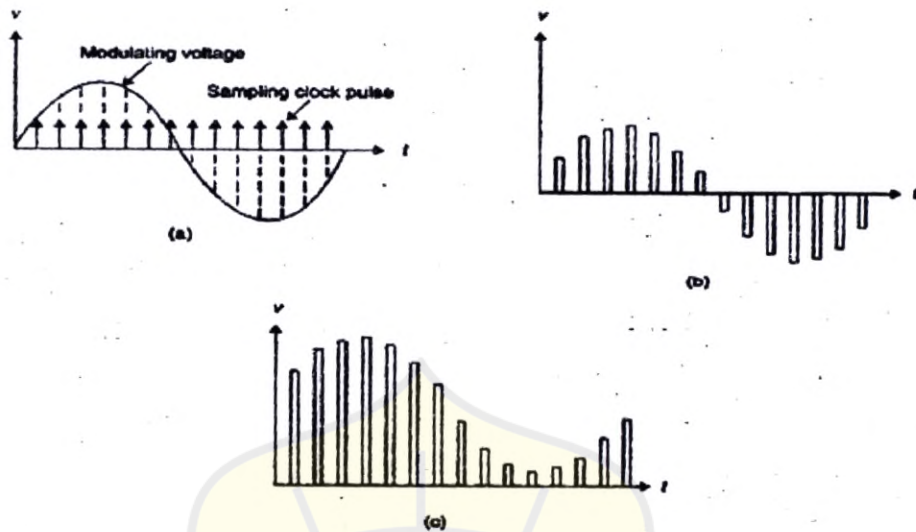 v
Modulating voltage
Sampling clock pulse
t
(a)
v
t
(b)
v
t
(c)